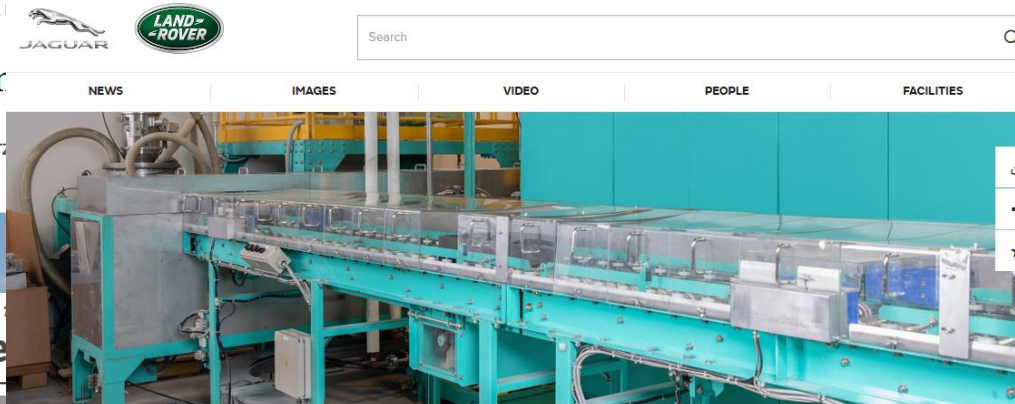 JAGUAR
LAND-
-ROVER
Search
NEWS
IMAGES
VIDEO
PEOPLE
FACILITIES